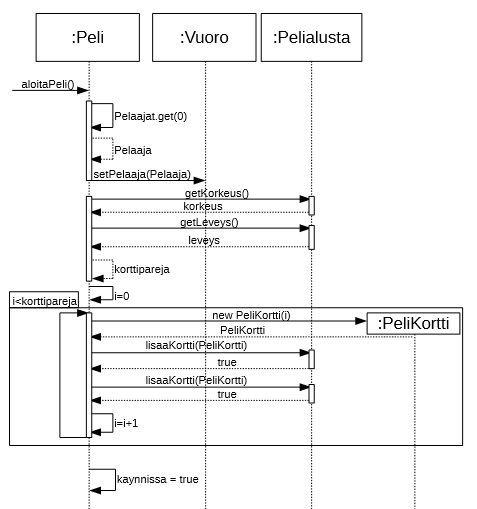 :Peli
:Vuoro
:Pelialusta
aloitaPeli()
Pelaajat.get(0)
Pelaaja
setPelaaja(Pelaaja)
getKorkeus()
korkeus
getLeveys()
leveys
korttipareja
i=0
i<korttipareja
new PeliKortti(i)
:PeliKortti
PeliKortti
lisaaKortti(PeliKortti)
true
lisaaKortti(PeliKortti)
true
i=i+1
kaynnissa = true